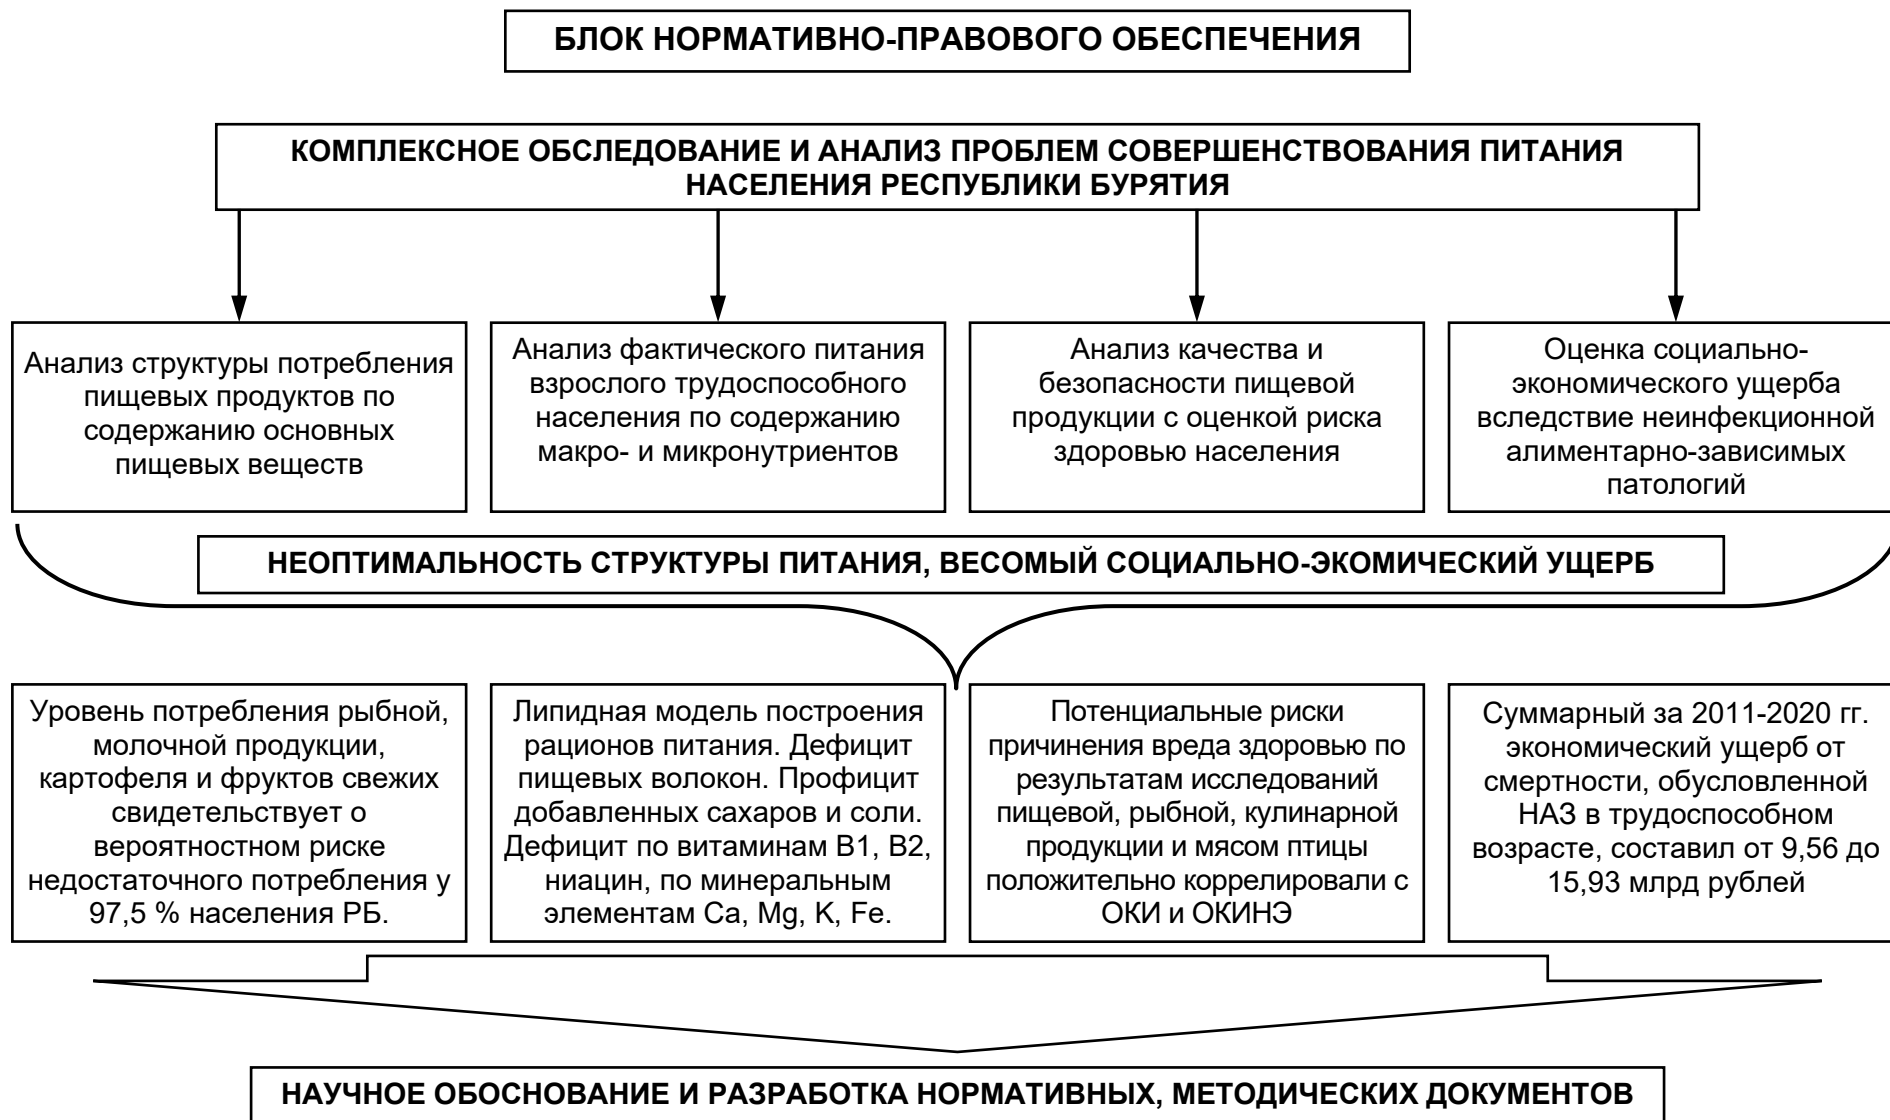 БЛОК НОРМАТИВНО-ПРАВОВОГО ОБЕСПЕЧЕНИЯ
КОМПЛЕКСНОЕ ОБСЛЕДОВАНИЕ И АНАЛИЗ ПРОБЛЕМ СОВЕРШЕНСТВОВАНИЯ ПИТАНИЯ
НАСЕЛЕНИЯ РЕСПУБЛИКИ БУРЯТИЯ
Анализ структуры потребления
пищевых продуктов по
содержанию основных
пищевых веществ
Анализ фактического питания
взрослого трудоспособного
населения по содержанию
макро- и микронутриентов
Анализ качества и
безопасности пищевой
продукции с оценкой риска
здоровью населения
Оценка социально-
экономического ущерба
вследствие неинфекционной
алиментарно-зависимых
патологий
НЕОПТИМАЛЬНОСТЬ СТРУКТУРЫ ПИТАНИЯ, ВЕСОМЫЙ СОЦИАЛЬНО-ЭКОМИЧЕСКИЙ УЩЕРБ
Уровень потребления рыбной,
молочной продукции,
картофеля и фруктов свежих
свидетельствует о
вероятностном риске
недостаточного потребления у
97,5 % населения РБ.
Липидная модель построения
рационов питания. Дефицит
пищевых волокон. Профицит
добавленных сахаров и соли.
Дефицит по витаминам В1, В2,
ниацин, по минеральным
элементам Ca, Mg, K, Fe.
Потенциальные риски
причинения вреда здоровью по
результатам исследований
пищевой, рыбной, кулинарной
продукции и мясом птицы
положительно коррелировали с
ОКИ и ОКИНЭ
Суммарный за 2011-2020 гг.
экономический ущерб от
смертности, обусловленной
НАЗ в трудоспособном
возрасте, составил от 9,56 до
15,93 млрд рублей
НАУЧНОЕ ОБОСНОВАНИЕ И РАЗРАБОТКА НОРМАТИВНЫХ, МЕТОДИЧЕСКИХ ДОКУМЕНТОВ